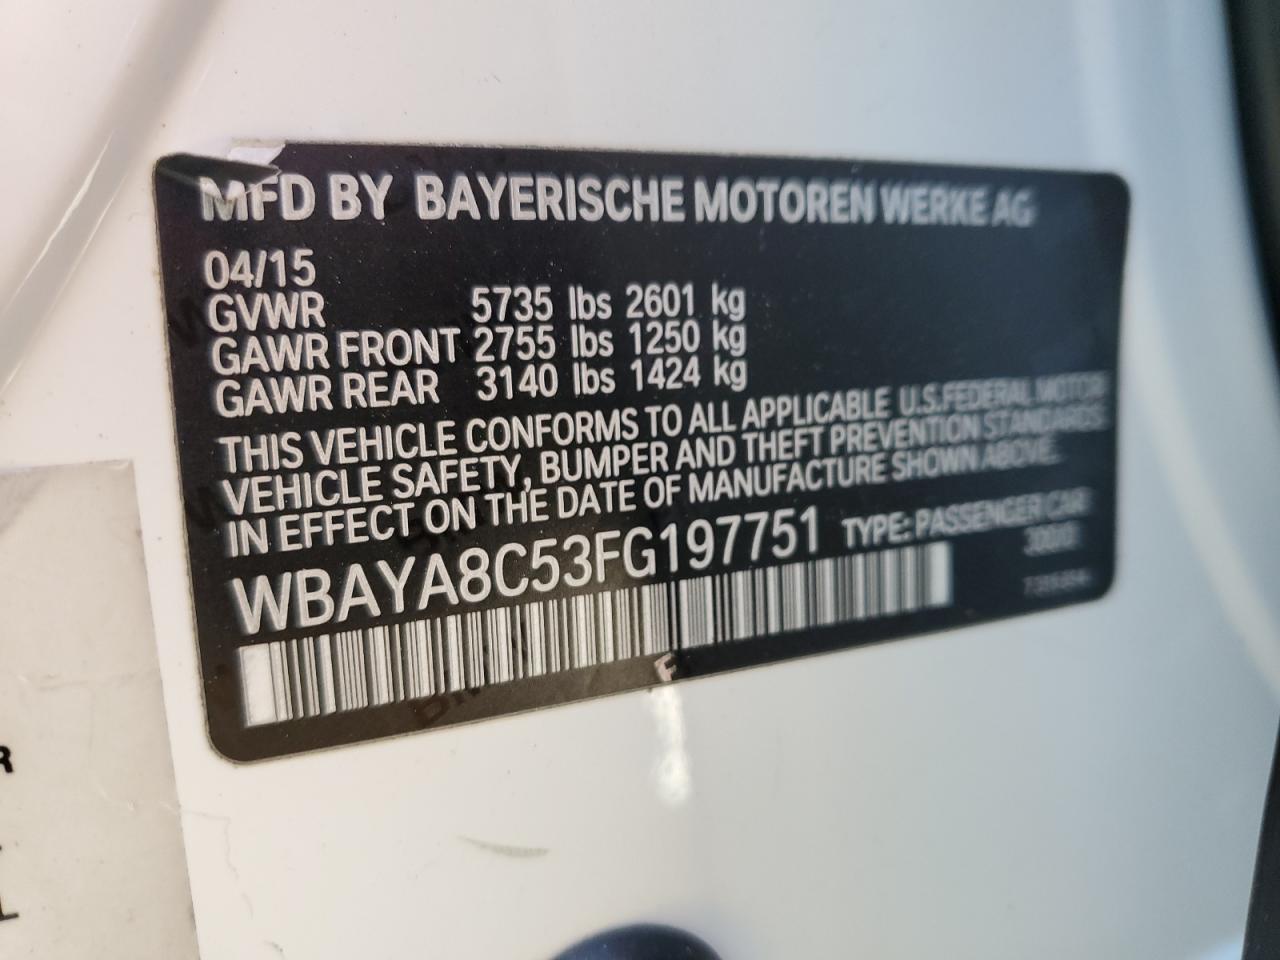 MFD BY BAYERISCHE MOTOREN WERKE AG
04/15
GVWR 5735 lbs 2601 kg
GAWR FRONT 2755 lbs 1250 kg
GAWR REAR 3140 lbs 1424 kg
THIS VEHICLE CONFORMS TO ALL APPLICABLE U.S.FEDERAL MOTOR
VEHICLE SAFETY, BUMPER AND THEFT PREVENTION STANDARDS
IN EFFECT ON THE DATE OF MANUFACTURE SHOWN ABOVE.
WBAYA8C53FG197751 TYPE: PASSENGER CAR
F
R